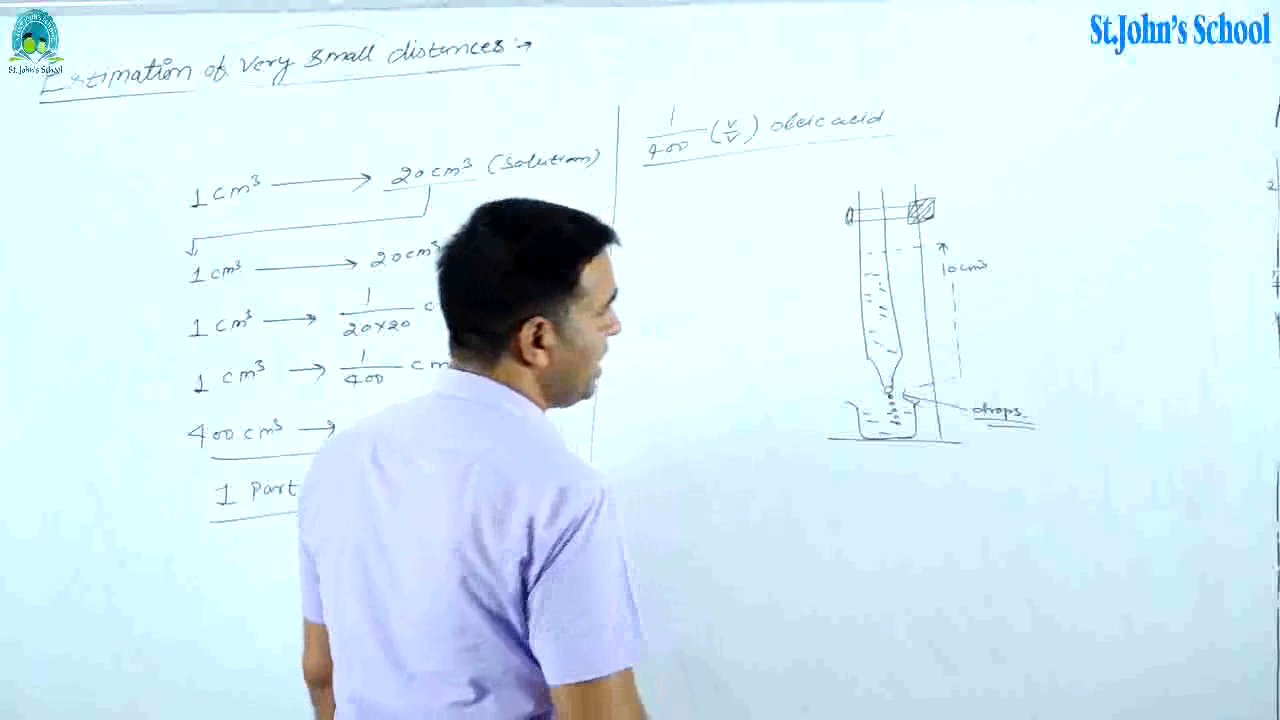 St.John's School
St. John's School
Estimation of very small distances :→
1 cm³ → 20 cm³ (solution)
1 cm³ → 20 cm³
1 cm³ → 1/20×20 c
1 cm³ → 1/400 cm
400 cm³ →
1 Part
1/400 (v/v) oleic acid
10 cm³
drops